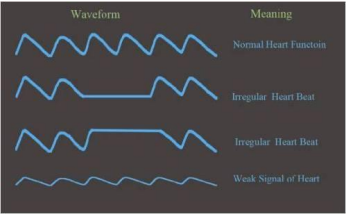 Waveform Meaning
Normal Heart Functoin
Irregular Heart Beat
Irregular Heart Beat
Weak Signal of Heart